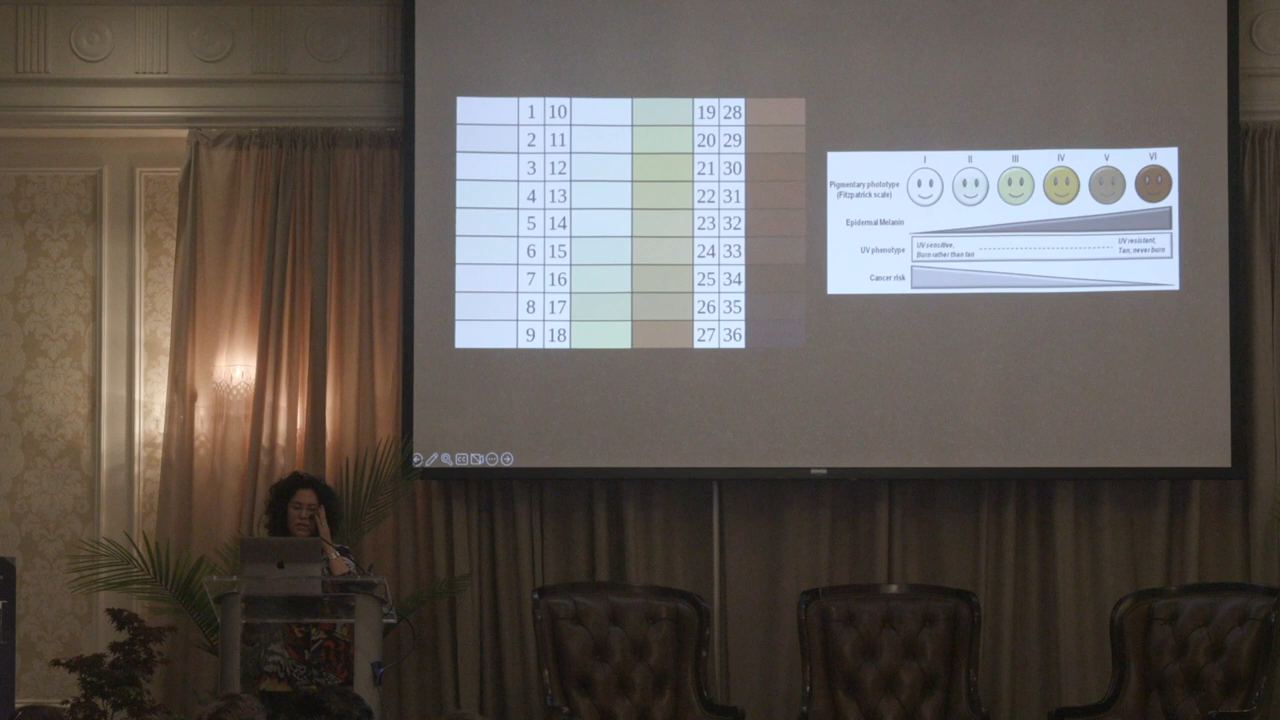 1 10 19 28
2 11 20 29
3 12 21 30
4 13 22 31
5 14 23 32
6 15 24 33
7 16 25 34
8 17 26 35
9 18 27 36
I II III IV V VI
Pigmentary phototype
(Fitzpatrick scale)
Epidermal Melanin
UV phenotype
UV sensitive,
Burn rather than tan
UV resistant,
Tan; never burn
Cancer risk